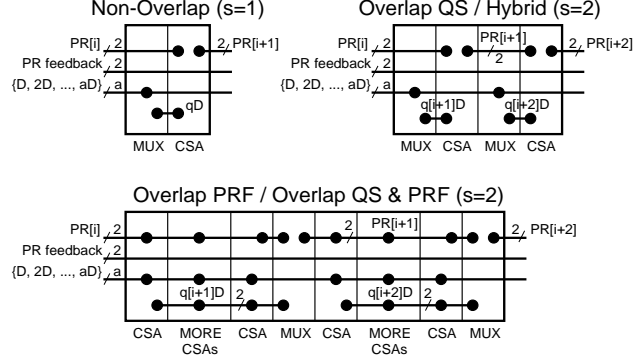 Non-Overlap (s=1)
PR[i] 2 2 PR[i+1]
PR feedback 2
{D, 2D, ..., aD} a
qD
MUX CSA
Overlap QS / Hybrid (s=2)
PR[i] 2 PR[i+1] 2 2 PR[i+2]
PR feedback 2
{D, 2D, ..., aD} a
q[i+1]D q[i+2]D
MUX CSA MUX CSA
Overlap PRF / Overlap QS & PRF (s=2)
PR[i] 2 2 PR[i+1] 2 PR[i+2]
PR feedback 2
{D, 2D, ..., aD} a
q[i+1]D 2 q[i+2]D 2
CSA MORE CSAs CSA MUX CSA MORE CSAs CSA MUX